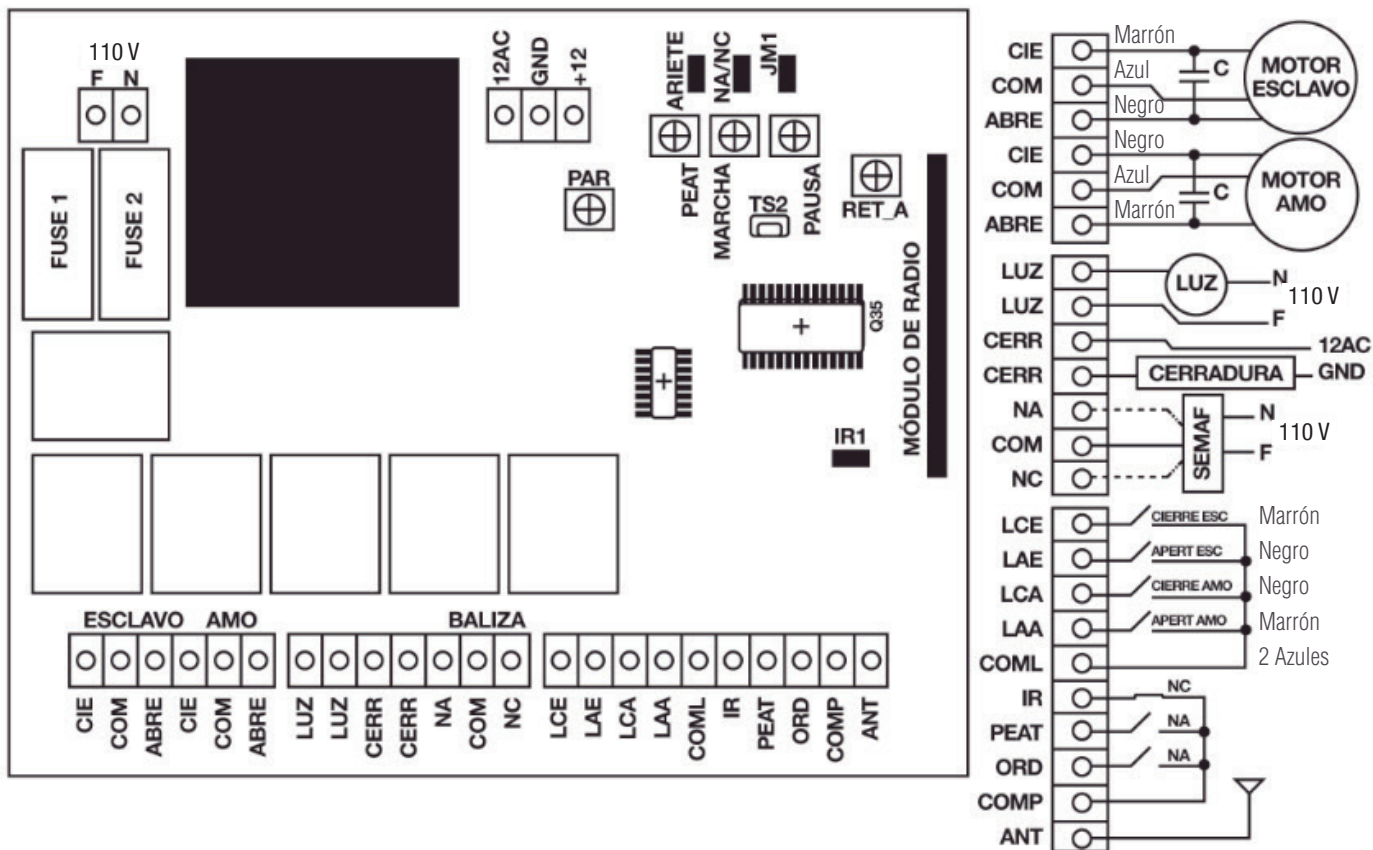 110 V
F N
FUSE 1
FUSE 2
12AC
GND
+12
PAR
ARIETE
NA/NC
JM1
PEAT
MARCHA
PAUSA
TS2
RET_A
Q35
MÓDULO DE RADIO
IR1
ESCLAVO AMO BALIZA
CIE
COM
ABRE
CIE
COM
ABRE
LUZ
LUZ
CERR
CERR
NA
COM
NC
LCE
LAE
LCA
LAA
COML
IR
PEAT
ORD
COMP
ANT
CIE Marrón
COM Azul
ABRE Negro
C
MOTOR
ESCLAVO
CIE Negro
COM Azul
ABRE Marrón
C
MOTOR
AMO
LUZ LUZ N
110 V
LUZ F
CERR 12AC
CERR CERRADURA GND
NA N
COM SEMAF 110 V
NC F
LCE CIERRE ESC Marrón
LAE APERT ESC Negro
LCA CIERRE AMO Negro
LAA APERT AMO Marrón
COML 2 Azules
IR NC
PEAT NA
ORD NA
COMP
ANT